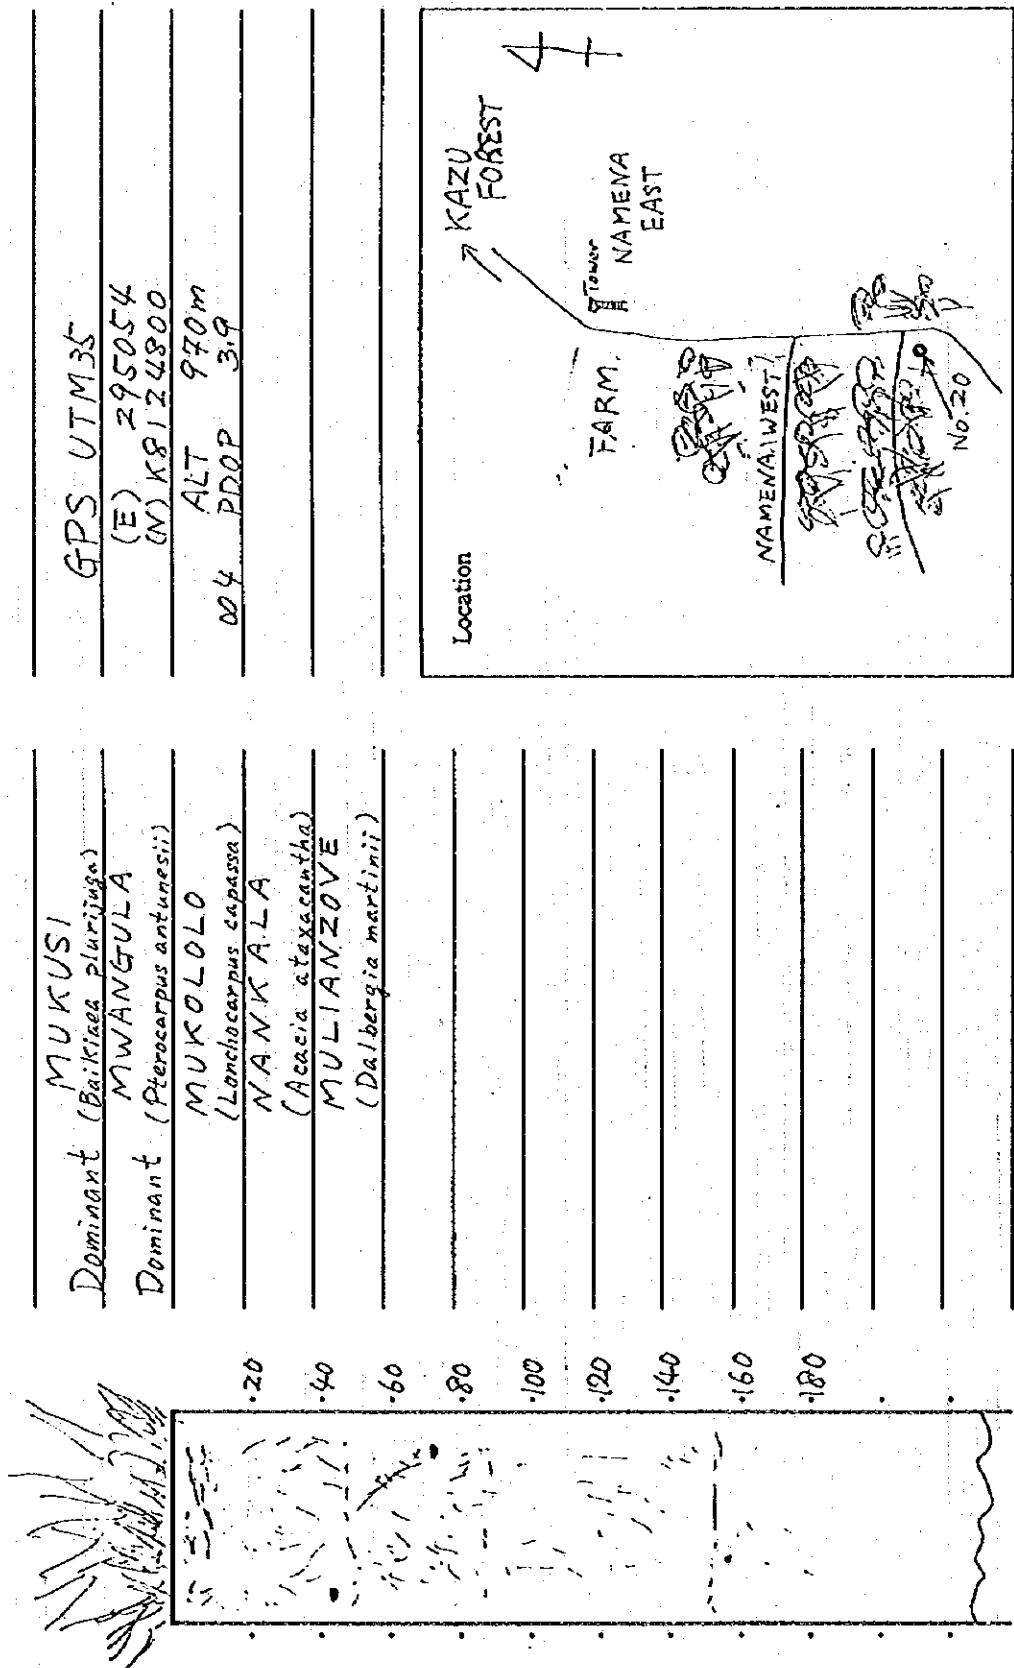 GPS UTM35
(E) 295054
(N) K8124800
ALT 970m
004 PDOP 3.9
Location
KAZU
FOREST
Tower
NAMENA
EAST
FARM.
NAMENA.WEST
No.20
MUKUSI
Dominant (Baikiaea plurijuga)
MWANGULA
Dominant (Pterocarpus antunesii)
MUKOLOLO
(Lonchocarpus capassa)
NANKALA
(Acacia ataxacantha)
MULIANZOVE
(Dalbergia martinii)
20
40
60
80
100
120
140
160
180